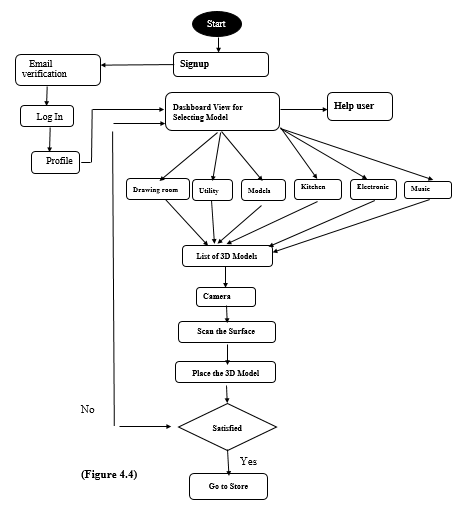 Start
Email
verification
Signup
Log In
Profile
Dashboard View for
Selecting Model
Help user
Drawing room
Utility
Models
Kitchen
Electronic
Music
List of 3D Models
Camera
Scan the Surface
Place the 3D Model
No
Satisfied
Yes
(Figure 4.4)
Go to Store